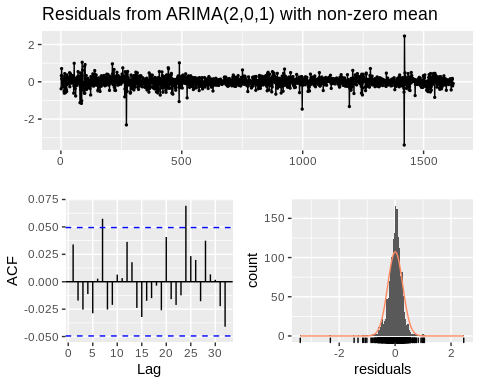 Residuals from ARIMA(2,0,1) with non-zero mean
2
0
-2
0 500 1000 1500
0.075
0.050
0.025
0.000
-0.025
-0.050
ACF
0 5 10 15 20 25 30
Lag
150
100
50
0
count
-2 0 2
residuals